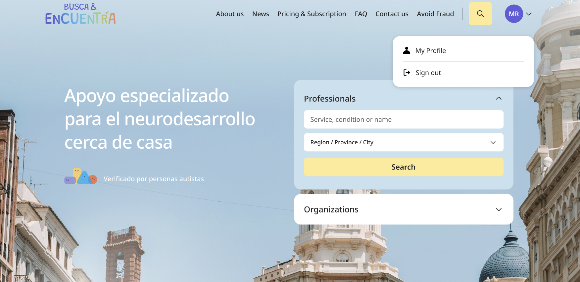 BUSCA &
ENCUENTRA
About us News Pricing & Subscription FAQ Contact us Avoid Fraud
MR
My Profile
Sign out
Apoyo especializado
para el neurodesarrollo
cerca de casa
Verificado por personas autistas
Professionals
Service, condition or name
Region / Province / City
Search
Organizations